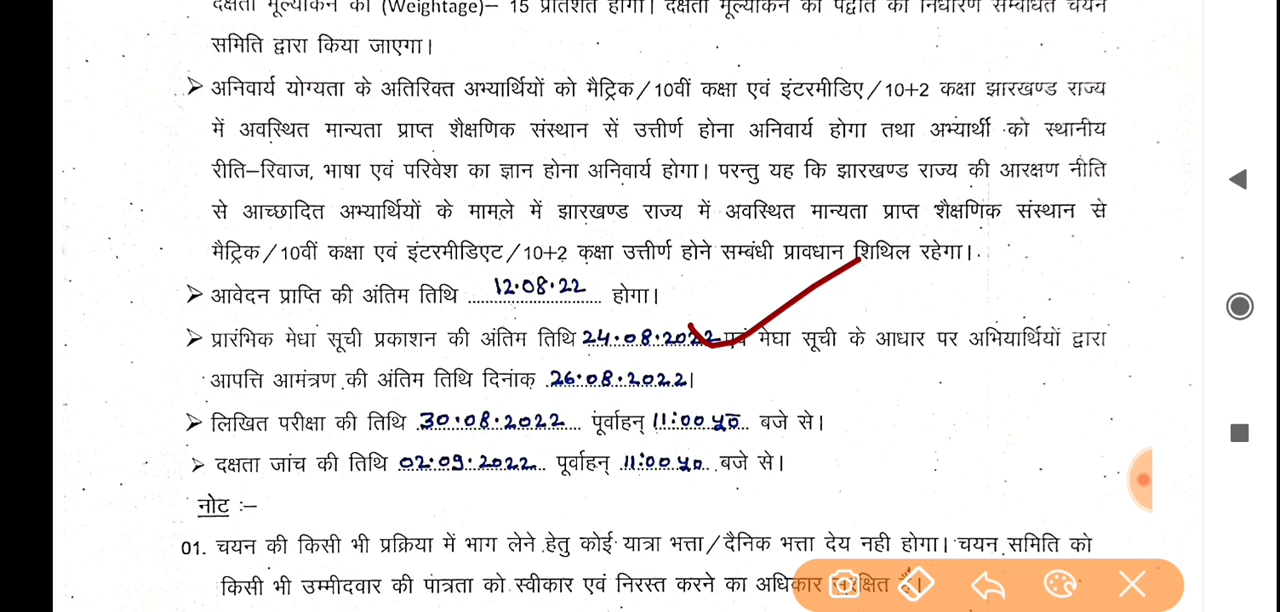 दक्षता मूल्यांकन का (Weightage)– 15 प्रतिशत होगा। दक्षता मूल्यांकन की पद्वति का निर्धारण सम्बंधित चयन
समिति द्वारा किया जाएगा।
➢ अनिवार्य योग्यता के अतिरिक्त अभ्यार्थियों को मैट्रिक/10वीं कक्षा एवं इंटरमीडिए/10+2 कक्षा झारखण्ड राज्य
में अवस्थित मान्यता प्राप्त शैक्षणिक संस्थान सें उत्तीर्ण होना अनिवार्य होगा तथा अभ्यार्थी को स्थानीय
रीति–रिवाज, भाषा एवं परिवेश का ज्ञान होना अनिवार्य होगा। परन्तु यह कि झारखण्ड राज्य की आरक्षण नीति
से आच्छादित अभ्यार्थियों के मामले में झारखण्ड राज्य में अवस्थित मान्यता प्राप्त शैक्षणिक संस्थान से
मैट्रिक/10वीं कक्षा एवं इंटरमीडिएट/10+2 कक्षा उत्तीर्ण होने सम्बंधी प्रावधान शिथिल रहेगा।
➢ आवेदन प्राप्ति की अंतिम तिथि 12.08.22 होगा।
➢ प्रारंभिक मेधा सूची प्रकाशन की अंतिम तिथि 24.08.2022 एवं मेघा सूची के आधार पर अभियार्थियों द्वारा
आपत्ति आमंत्रण की अंतिम तिथि दिनांक 26.08.2022।
➢ लिखित परीक्षा की तिथि 30.08.2022 पूंर्वाहन् 11:00 पू० बजे से।
➢ दक्षता जांच की तिथि 02.09.2022 पूर्वाहन् 11:00 पू० बजे से।
नोट :–
01. चयन की किसी भी प्रक्रिया में भाग लेने हेतु कोई यात्रा भत्ता/दैनिक भत्ता देय नही होगा। चयन समिति को
किसी भी उम्मीदवार की पात्रता को स्वीकार एवं निरस्त करने का अधिकार सुरक्षित है।